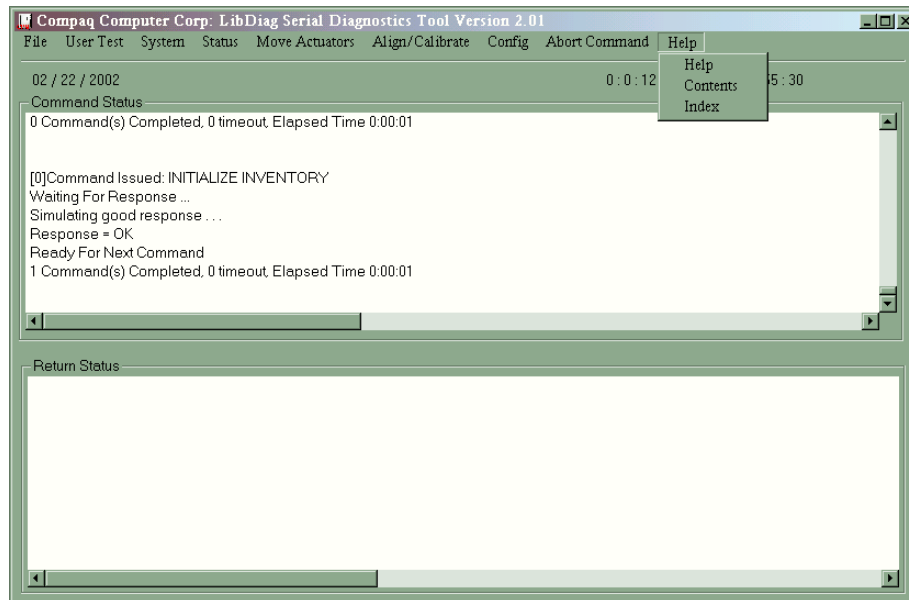 Compaq Computer Corp: LibDiag Serial Diagnostics Tool Version 2.01
File User Test System Status Move Actuators Align/Calibrate Config Abort Command Help
Help
Contents
Index
02 / 22 / 2002 0 : 0 : 12 5 : 30
Command Status
0 Command(s) Completed, 0 timeout, Elapsed Time 0:00:01
[0]Command Issued: INITIALIZE INVENTORY
Waiting For Response ...
Simulating good response . . .
Response = OK
Ready For Next Command
1 Command(s) Completed, 0 timeout, Elapsed Time 0:00:01
Return Status